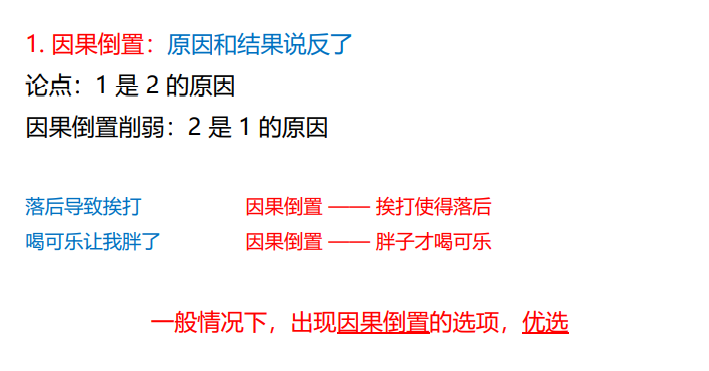 1. 因果倒置：原因和结果说反了
论点：1 是 2 的原因
因果倒置削弱：2 是 1 的原因
落后导致挨打 因果倒置 —— 挨打使得落后
喝可乐让我胖了 因果倒置 —— 胖子才喝可乐
一般情况下，出现因果倒置的选项，优选